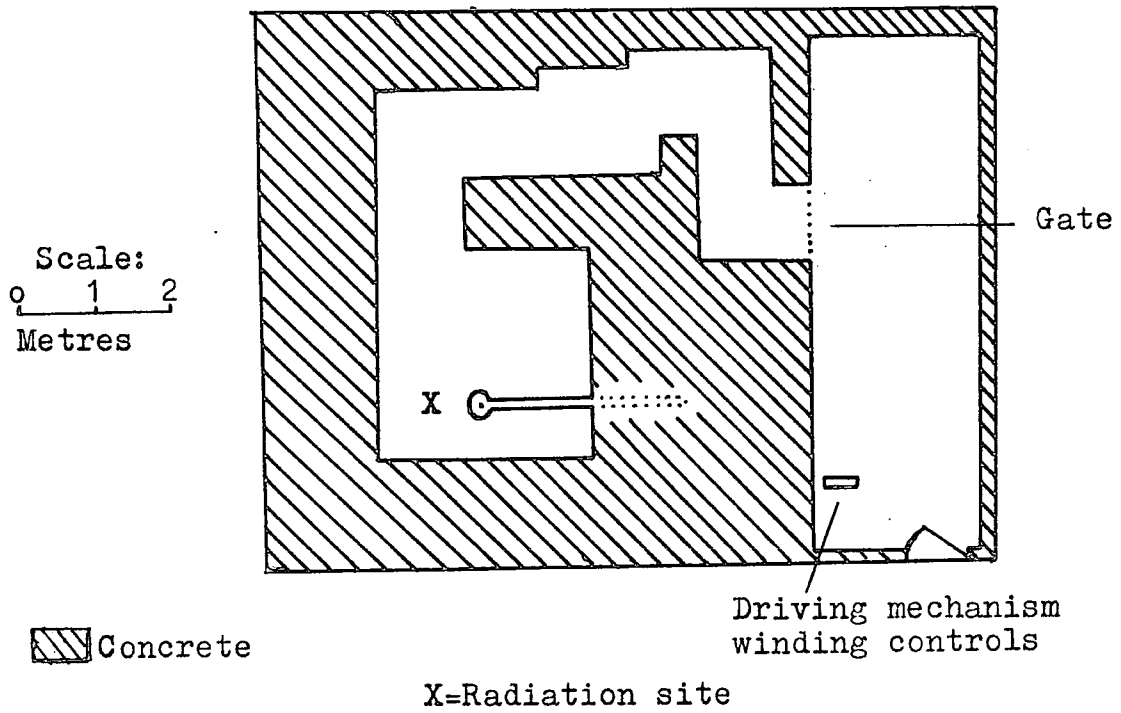 Gate
Scale:
0 1 2
Metres
X
Driving mechanism
winding controls
Concrete
X=Radiation site